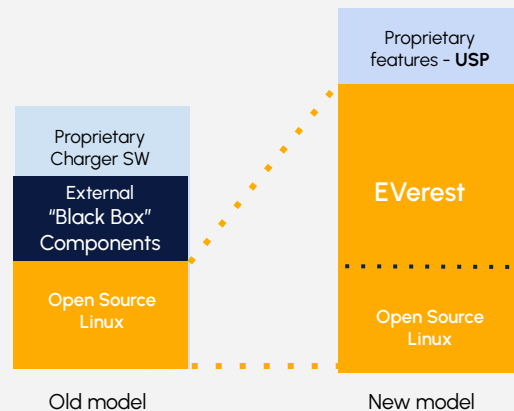 Proprietary
Charger SW
External
“Black Box”
Components
Open Source
Linux
Old model
Proprietary
features - USP
EVerest
Open Source
Linux
New model